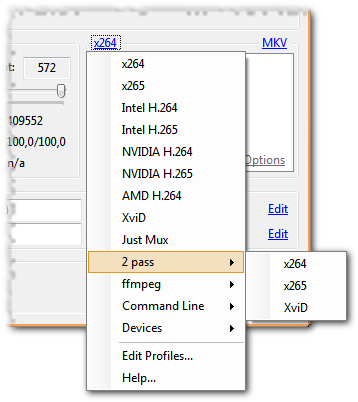 x264
MKV
572
x264
x265
Intel H.264
409552
Intel H.265
100,0/100,0
NVIDIA H.264
n/a
Options
NVIDIA H.265
AMD H.264
XviD
Edit
Just Mux
Edit
2 pass
x264
ffmpeg
x265
Command Line
XviD
Devices
Edit Profiles...
Help...